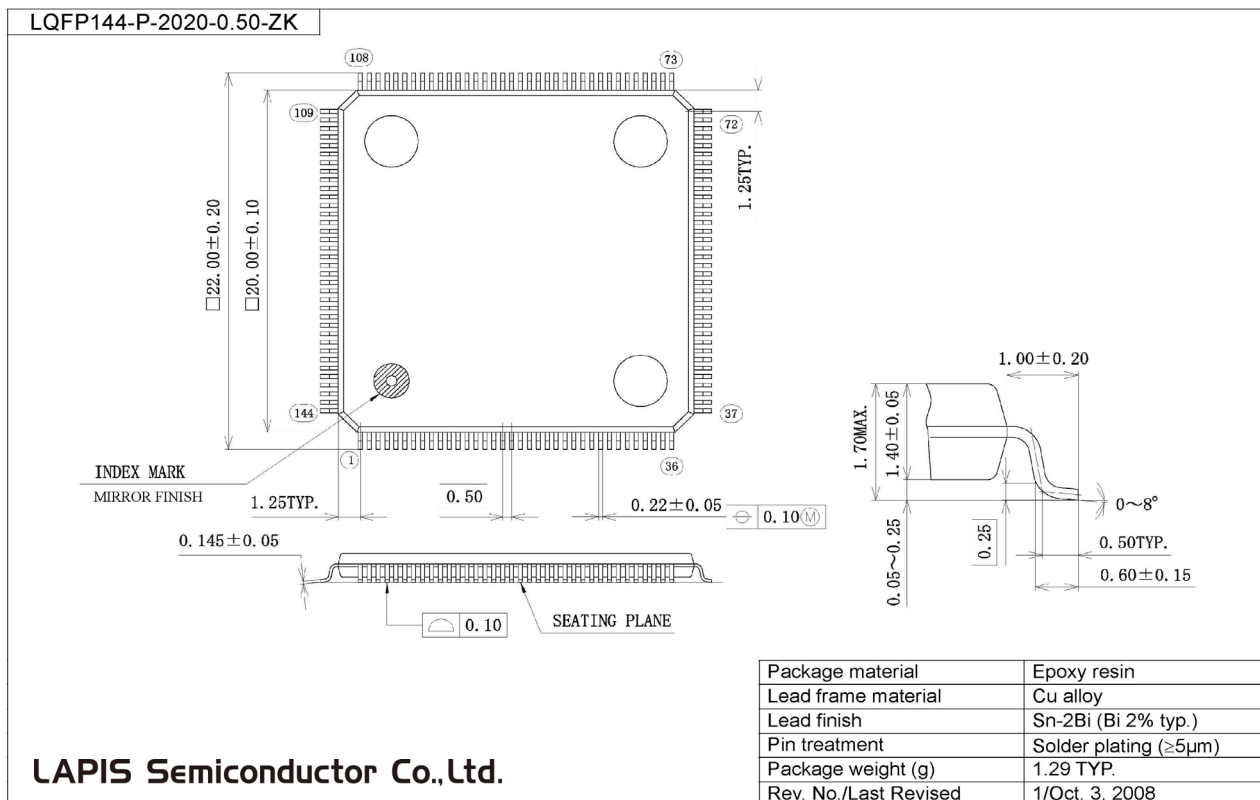 LQFP144-P-2020-0.50-ZK
108
73
109
72
1.25TYP.
□22.00±0.20
□20.00±0.10
144
37
1
36
INDEX MARK
MIRROR FINISH
1.25TYP.
0.50
0.22±0.05
⌖ 0.10Ⓜ
0.145±0.05
0.10
SEATING PLANE
1.00±0.20
1.70MAX.
1.40±0.05
0.05~0.25
0.25
0~8°
0.50TYP.
0.60±0.15
Package material Epoxy resin
Lead frame material Cu alloy
Lead finish Sn-2Bi (Bi 2% typ.)
Pin treatment Solder plating (≥5μm)
Package weight (g) 1.29 TYP.
Rev. No./Last Revised 1/Oct. 3, 2008
LAPIS Semiconductor Co.,Ltd.